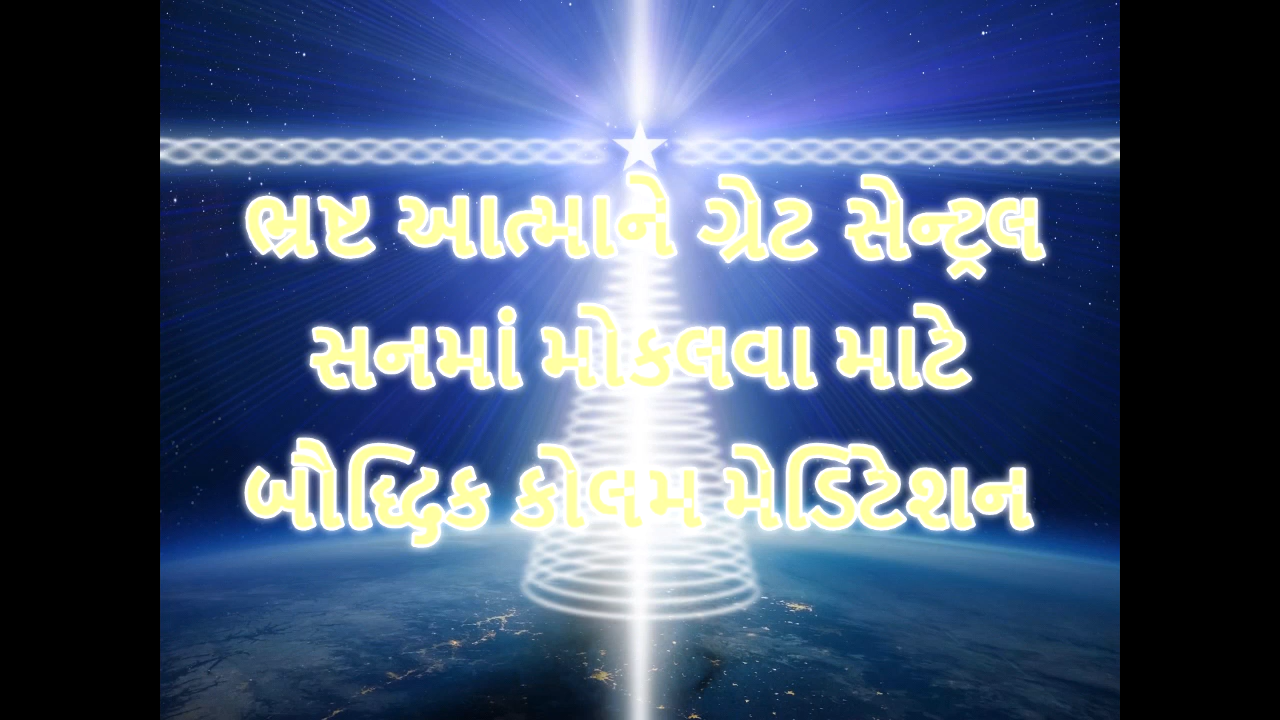 ભ્રષ્ટ આત્માને ગ્રેટ સેન્ટ્રલ
સનમાં મોકલવા માટે
બૌદ્ધિક કોલમ મેડિટેશન